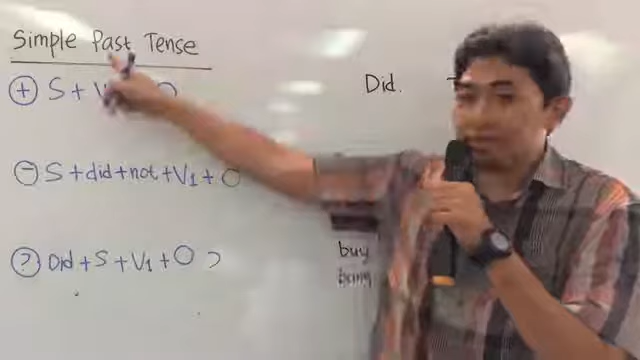 Simple Past Tense
(+) S + V O
Did.
(-) S + did + not + V1 + O
(?) Did + S + V1 + O ?
buy